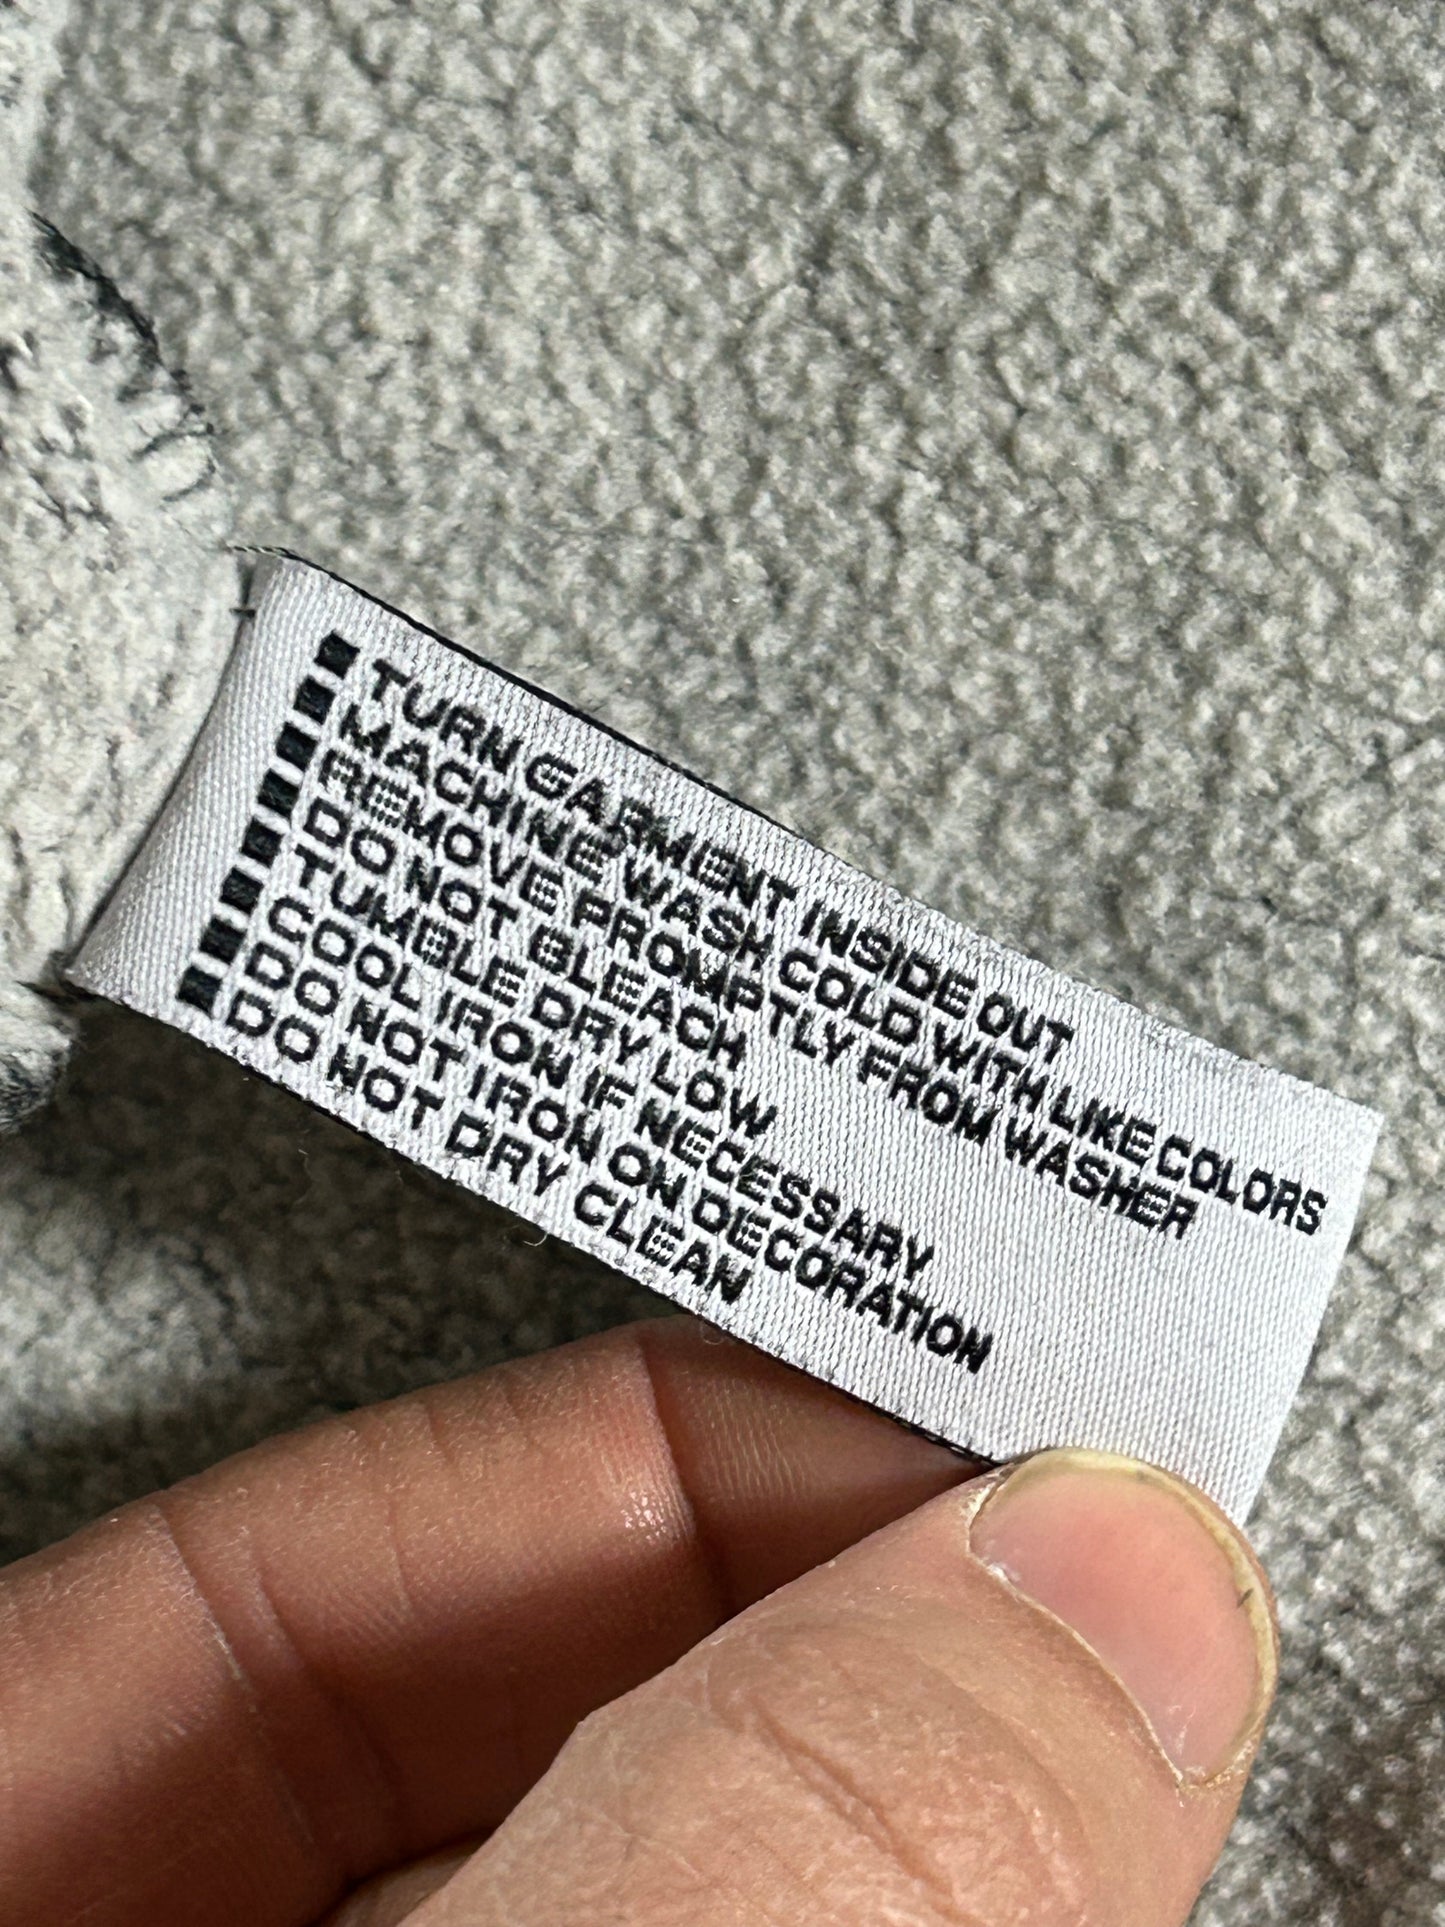 TURN GARMENT INSIDE OUT
MACHINE WASH COLD WITH LIKE COLORS
REMOVE PROMPTLY FROM WASHER
DO NOT BLEACH
TUMBLE DRY LOW
COOL IRON IF NECESSARY
DO NOT IRON ON DECORATION
DO NOT DRY CLEAN